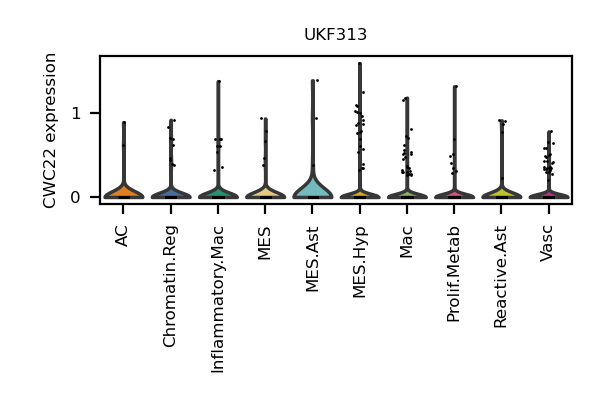 UKF313
CWC22 expression
1
0
AC
Chromatin.Reg
Inflammatory.Mac
MES
MES.Ast
MES.Hyp
Mac
Prolif.Metab
Reactive.Ast
Vasc